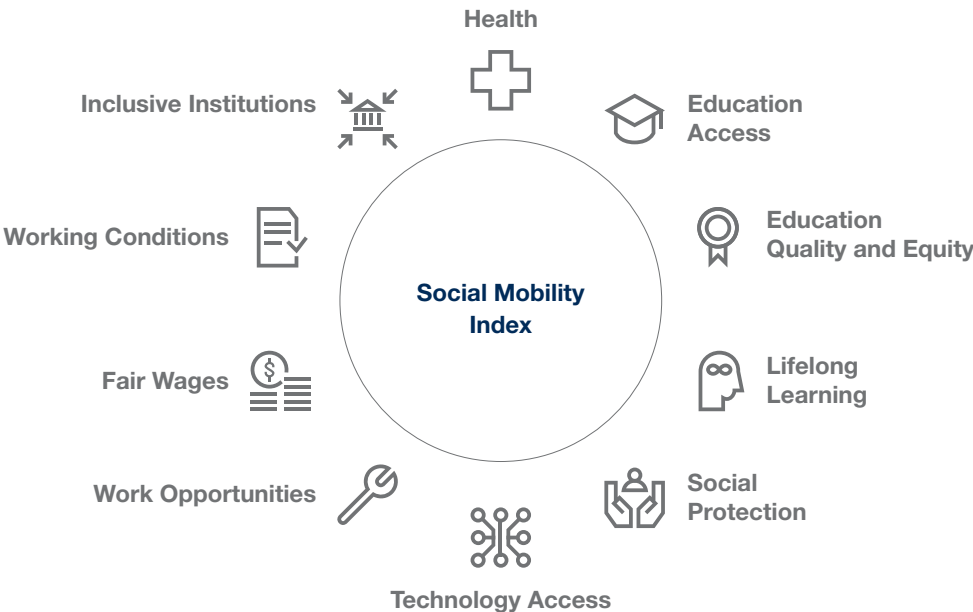 Health
Inclusive Institutions
Education
Access
Working Conditions
Education
Quality and Equity
Social Mobility
Index
Fair Wages
$
Lifelong
Learning
Work Opportunities
Social
Protection
Technology Access